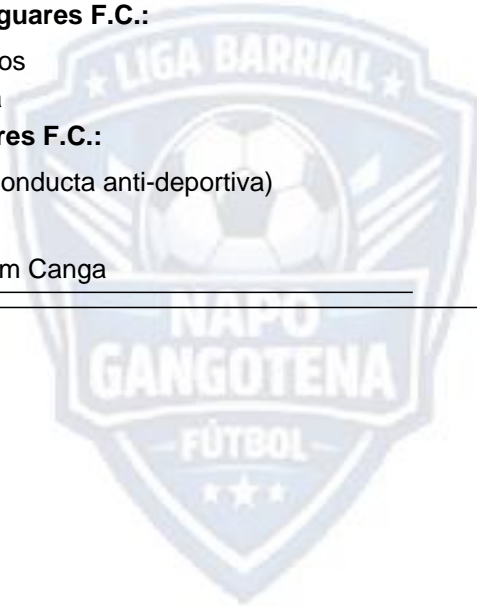 guares F.C.:
os
a
res F.C.:
onducta anti-deportiva)
m Canga
LIGA BARRIAL
NAPO
GANGOTENA
FÚTBOL